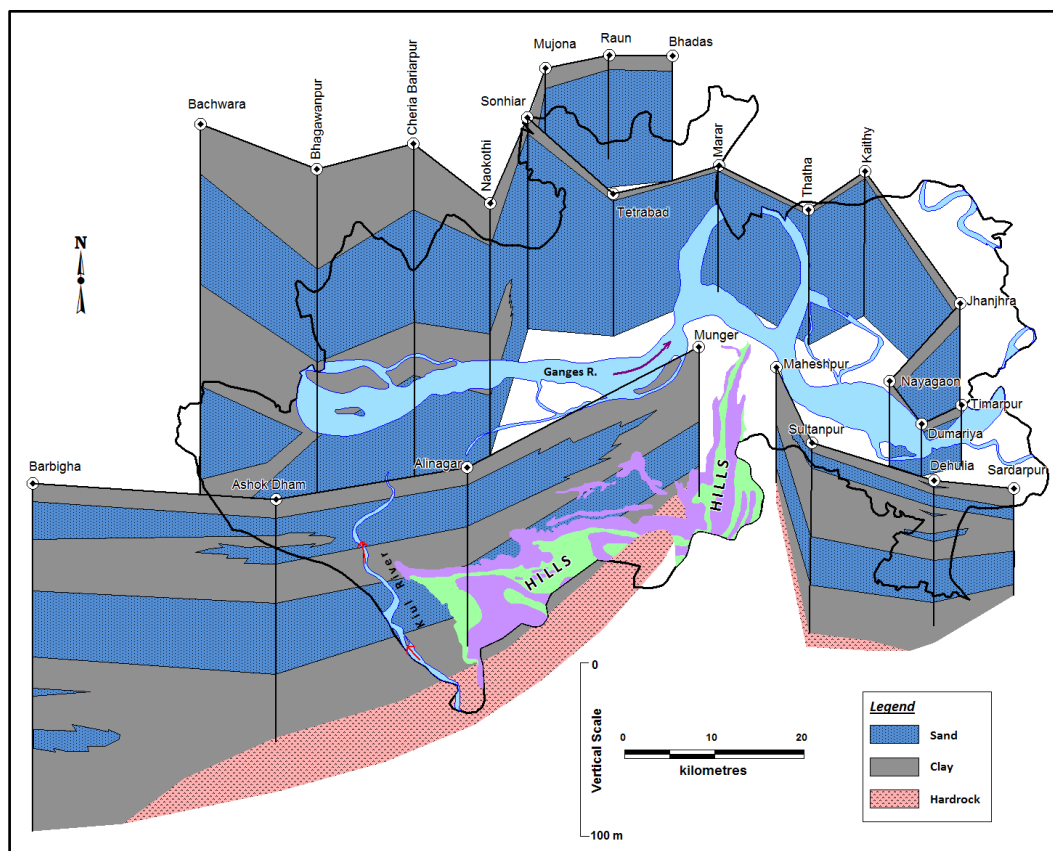 Raun
Mujona
Bhadas
Bachwara
Bhagawanpur
Cheria Bariarpur
Naokothi
Sonhiar
Tetrabad
Marar
Thatha
Kaithy
N
Jhanjhra
Munger
Maheshpur
Ganges R.
Nayagaon
Timarpur
Dumariya
Sultanpur
Barbigha
Ashok Dham
Alinagar
Dehulia
Sardarpur
HILLS
HILLS
Kiul River
0
Vertical Scale
100 m
0 10 20
kilometres
Legend
Sand
Clay
Hardrock